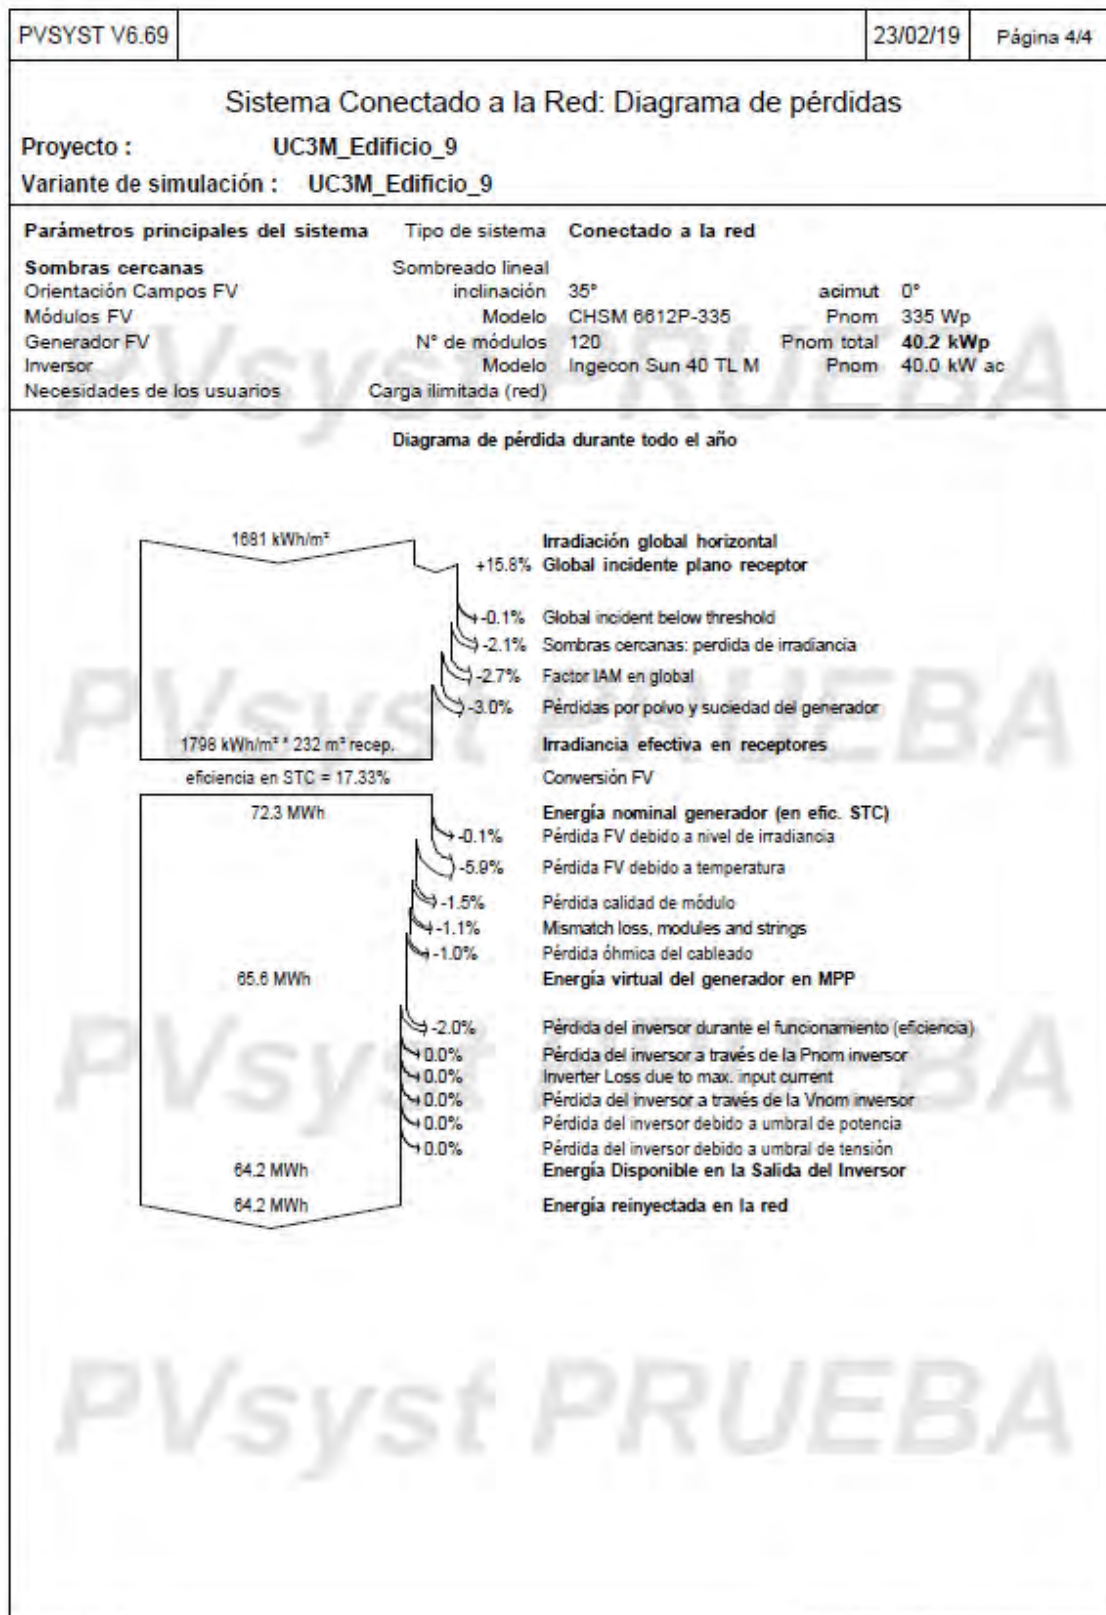 PVSYST V6.69 23/02/19 Página 4/4
Sistema Conectado a la Red: Diagrama de pérdidas
Proyecto : UC3M_Edificio_9
Variante de simulación : UC3M_Edificio_9
Parámetros principales del sistema Tipo de sistema Conectado a la red
Sombras cercanas Sombreado lineal
Orientación Campos FV inclinación 35° acimut 0°
Módulos FV Modelo CHSM 6612P-335 Pnom 335 Wp
Generador FV N° de módulos 120 Pnom total 40.2 kWp
Inversor Modelo Ingecon Sun 40 TL M Pnom 40.0 kW ac
Necesidades de los usuarios Carga ilimitada (red)
Diagrama de pérdida durante todo el año
1681 kWh/m² Irradiación global horizontal
+15.8% Global incidente plano receptor
-0.1% Global incident below threshold
-2.1% Sombras cercanas: perdida de irradiancia
-2.7% Factor IAM en global
-3.0% Pérdidas por polvo y suciedad del generador
1798 kWh/m² * 232 m² recep. Irradiancia efectiva en receptores
eficiencia en STC = 17.33% Conversión FV
72.3 MWh Energía nominal generador (en efic. STC)
-0.1% Pérdida FV debido a nivel de irradiancia
-5.9% Pérdida FV debido a temperatura
-1.5% Pérdida calidad de módulo
-1.1% Mismatch loss, modules and strings
-1.0% Pérdida óhmica del cableado
65.6 MWh Energía virtual del generador en MPP
-2.0% Pérdida del inversor durante el funcionamiento (eficiencia)
0.0% Pérdida del inversor a través de la Pnom inversor
0.0% Inverter Loss due to max. input current
0.0% Pérdida del inversor a través de la Vnom inversor
0.0% Pérdida del inversor debido a umbral de potencia
0.0% Pérdida del inversor debido a umbral de tensión
64.2 MWh Energía Disponible en la Salida del Inversor
64.2 MWh Energía reinyectada en la red
PVsyst PRUEBA
PVsyst PRUEBA
PVsyst PRUEBA
PVsyst PRUEBA